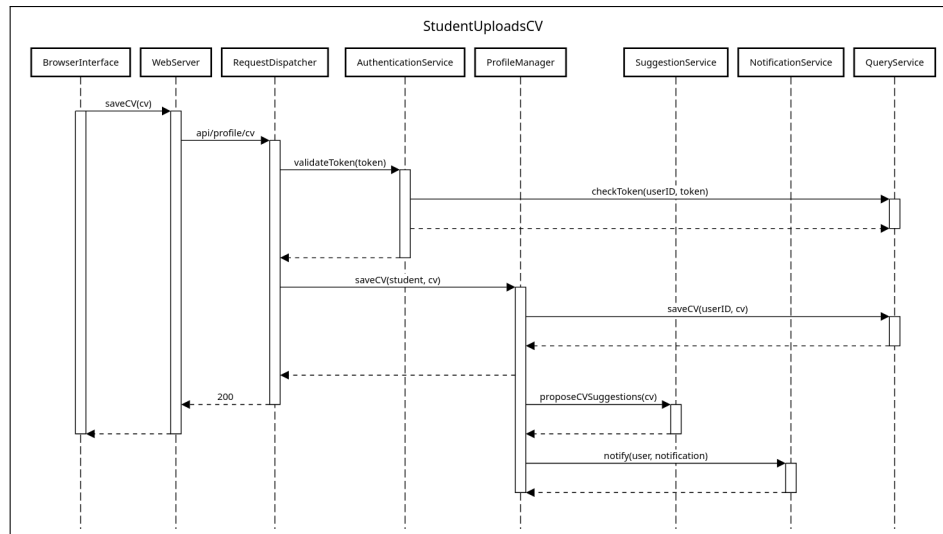 StudentUploadsCV
BrowserInterface
WebServer
RequestDispatcher
AuthenticationService
ProfileManager
SuggestionService
NotificationService
QueryService
saveCV(cv)
api/profile/cv
validateToken(token)
checkToken(userID, token)
saveCV(student, cv)
saveCV(userID, cv)
200
proposeCVSuggestions(cv)
notify(user, notification)